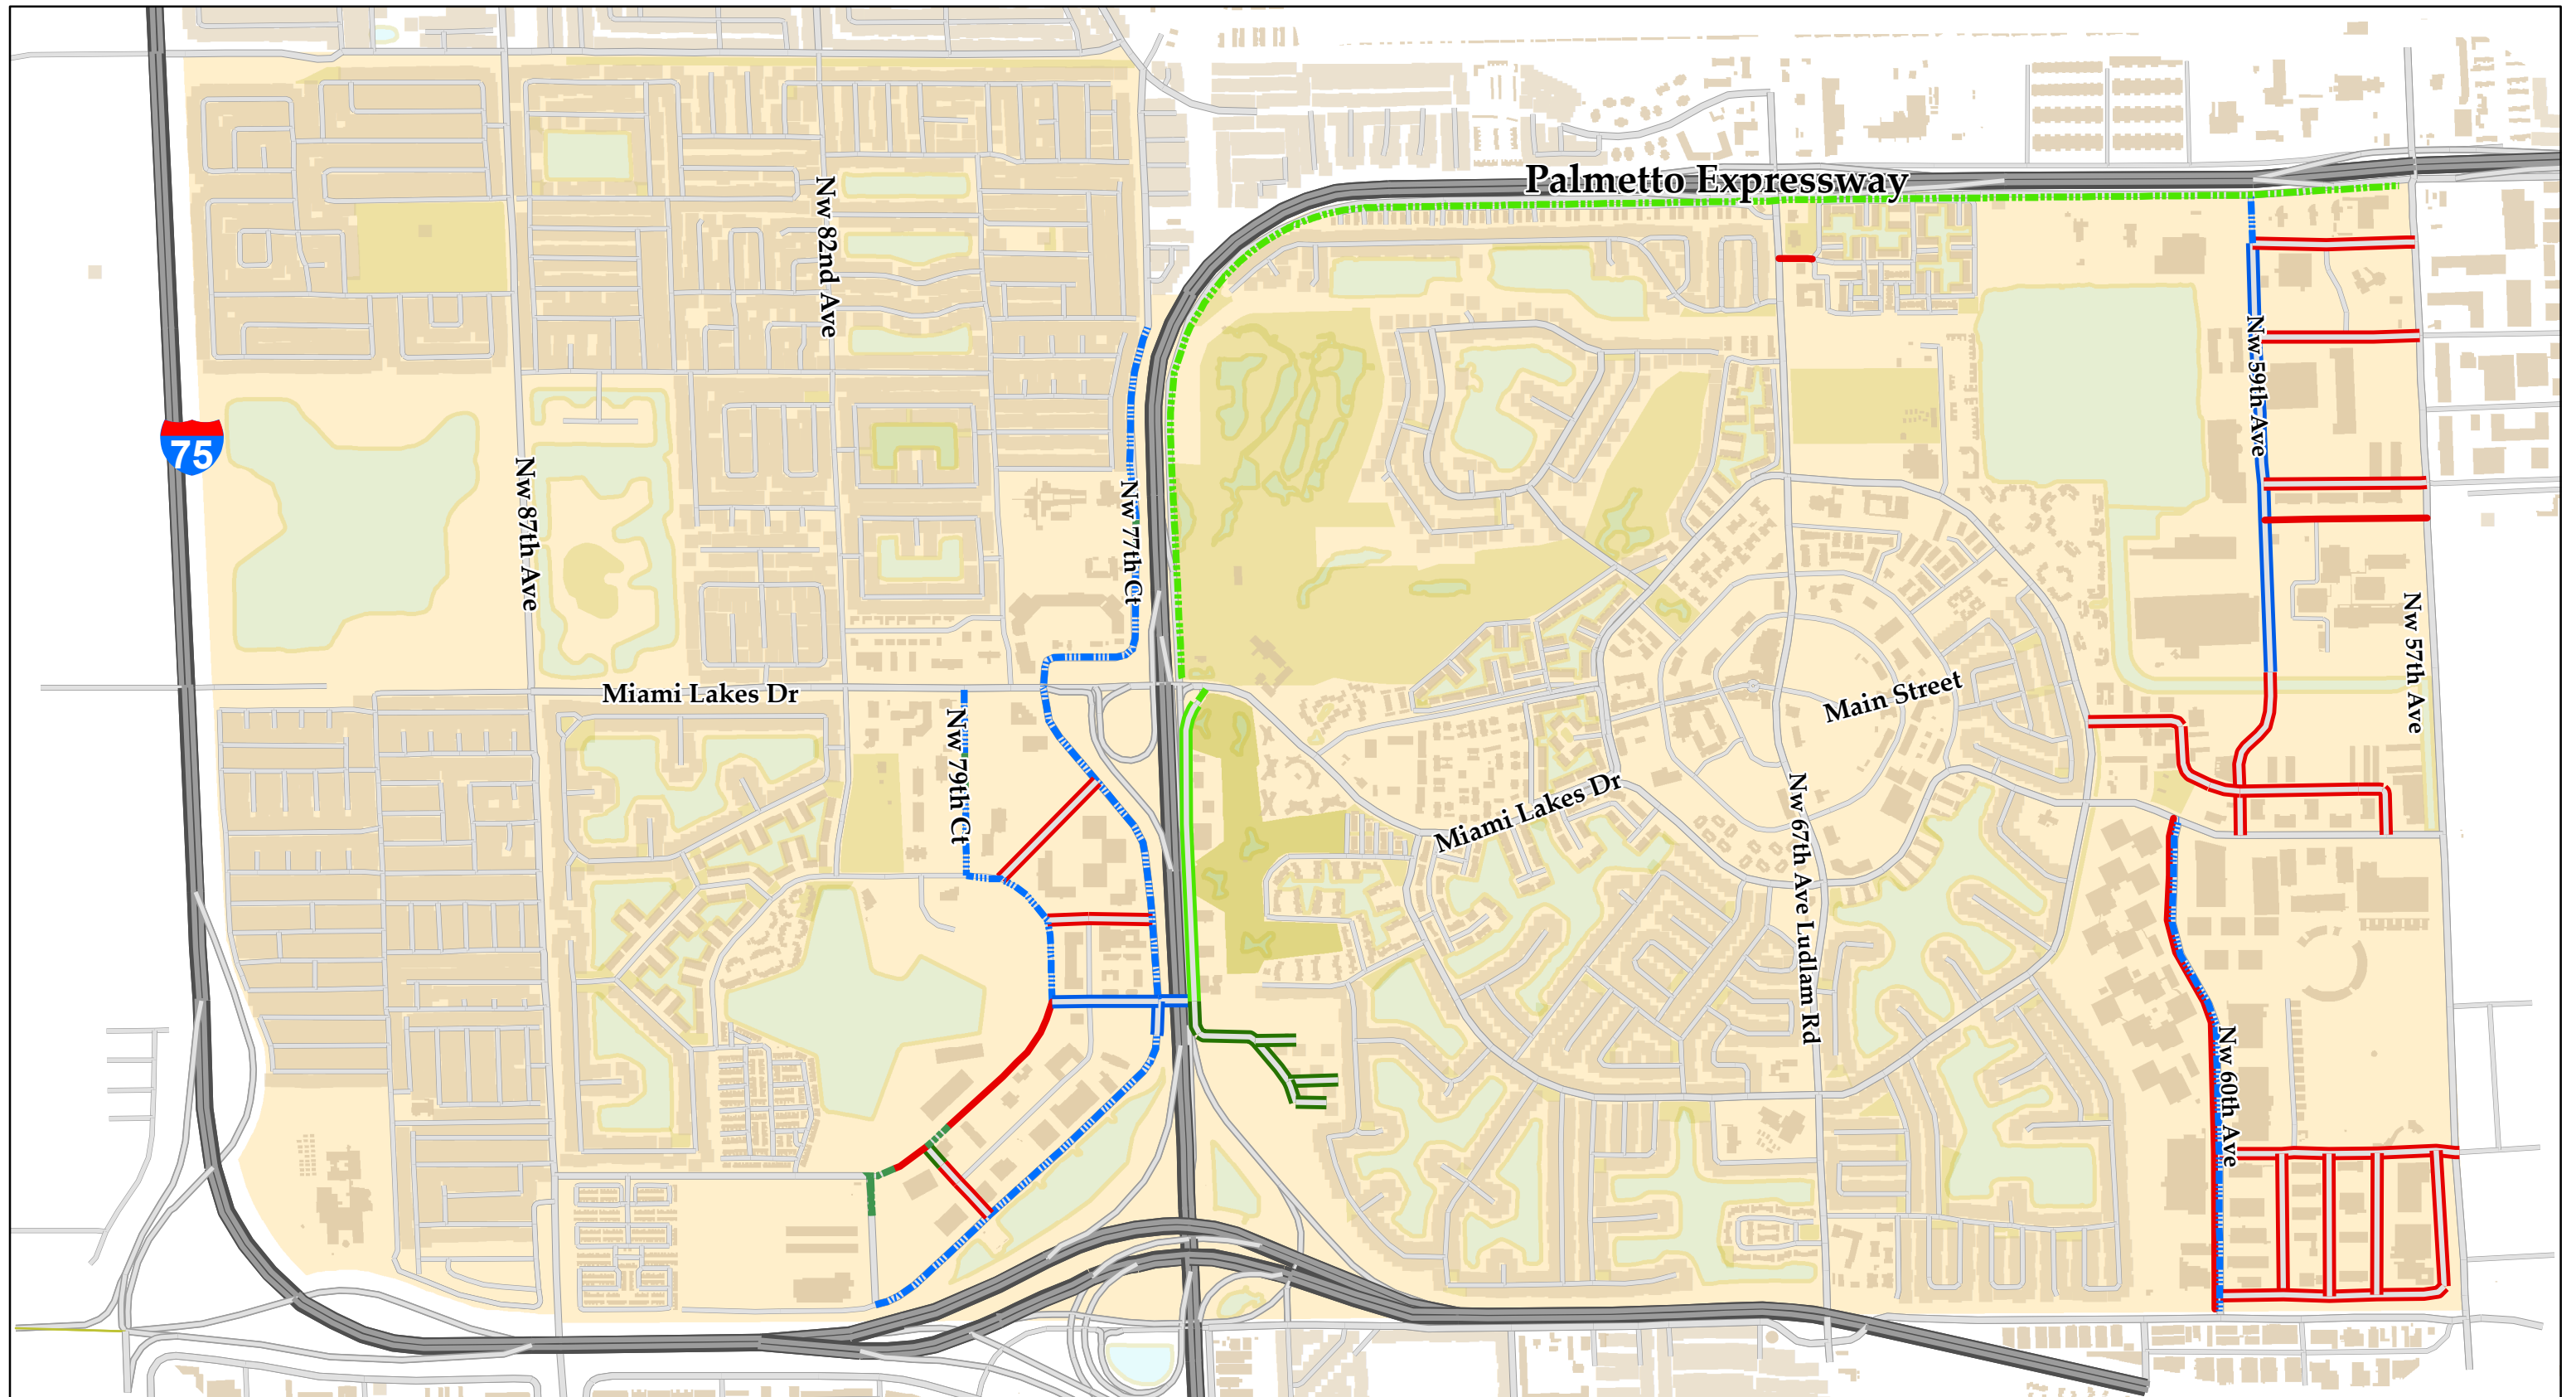 Palmetto Expressway
Nw 82nd Ave
Nw 59th Ave
75
Nw 87th Ave
Nw 77th Ct
Nw 57th Ave
Miami Lakes Dr
Main Street
Nw 79th Ct
Miami Lakes Dr
Nw 67th Ave Ludlam Rd
Nw 60th Ave